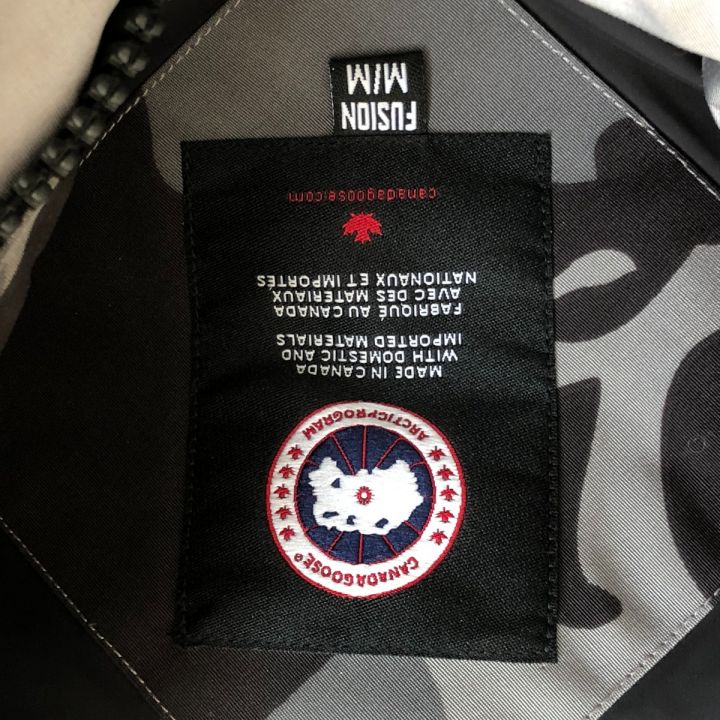 CANADA GOOSE®
ARCTIC PROGRAM
MADE IN CANADA
WITH DOMESTIC AND
IMPORTED MATERIALS
FABRIQUÉ AU CANADA
AVEC DES MATERIAUX
NATIONAUX ET IMPORTÉS
canadagoose.com
FUSION
M/M